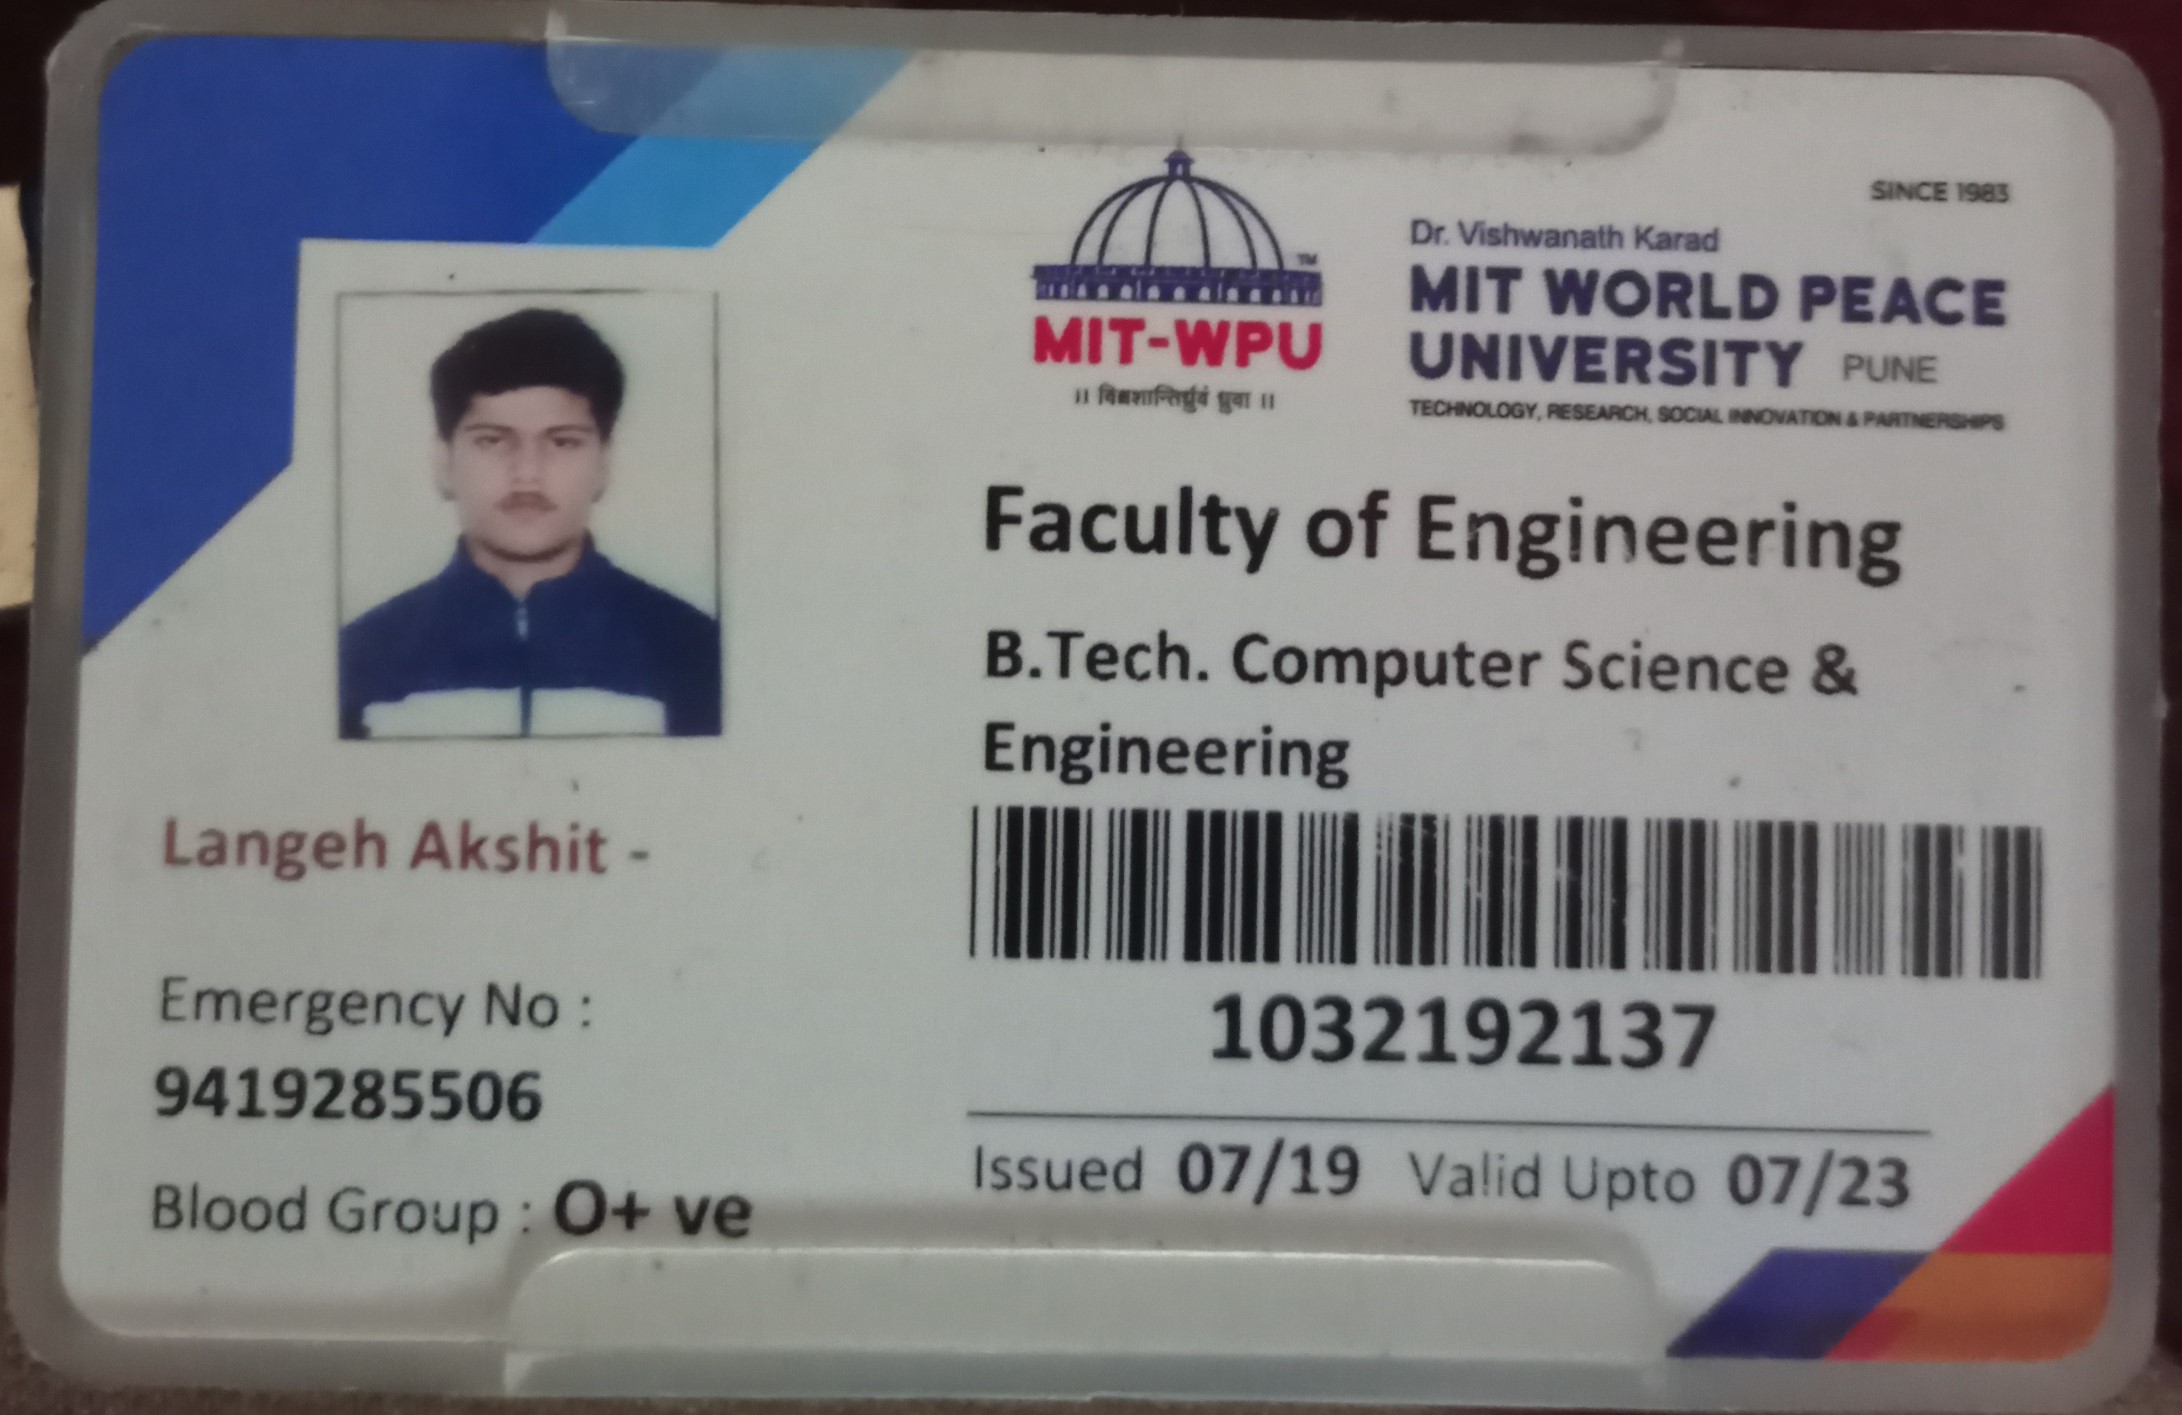 SINCE 1983
Dr. Vishwanath Karad
MIT WORLD PEACE
UNIVERSITY PUNE
TECHNOLOGY, RESEARCH, SOCIAL INNOVATION & PARTNERSHIPS
TM
MIT-WPU
॥ विश्वशान्तिर्ध्रुवं ध्रुवा ॥
Faculty of Engineering
B.Tech. Computer Science &
Engineering
1032192137
Issued 07/19 Valid Upto 07/23
Langeh Akshit -
Emergency No :
9419285506
Blood Group : O+ ve